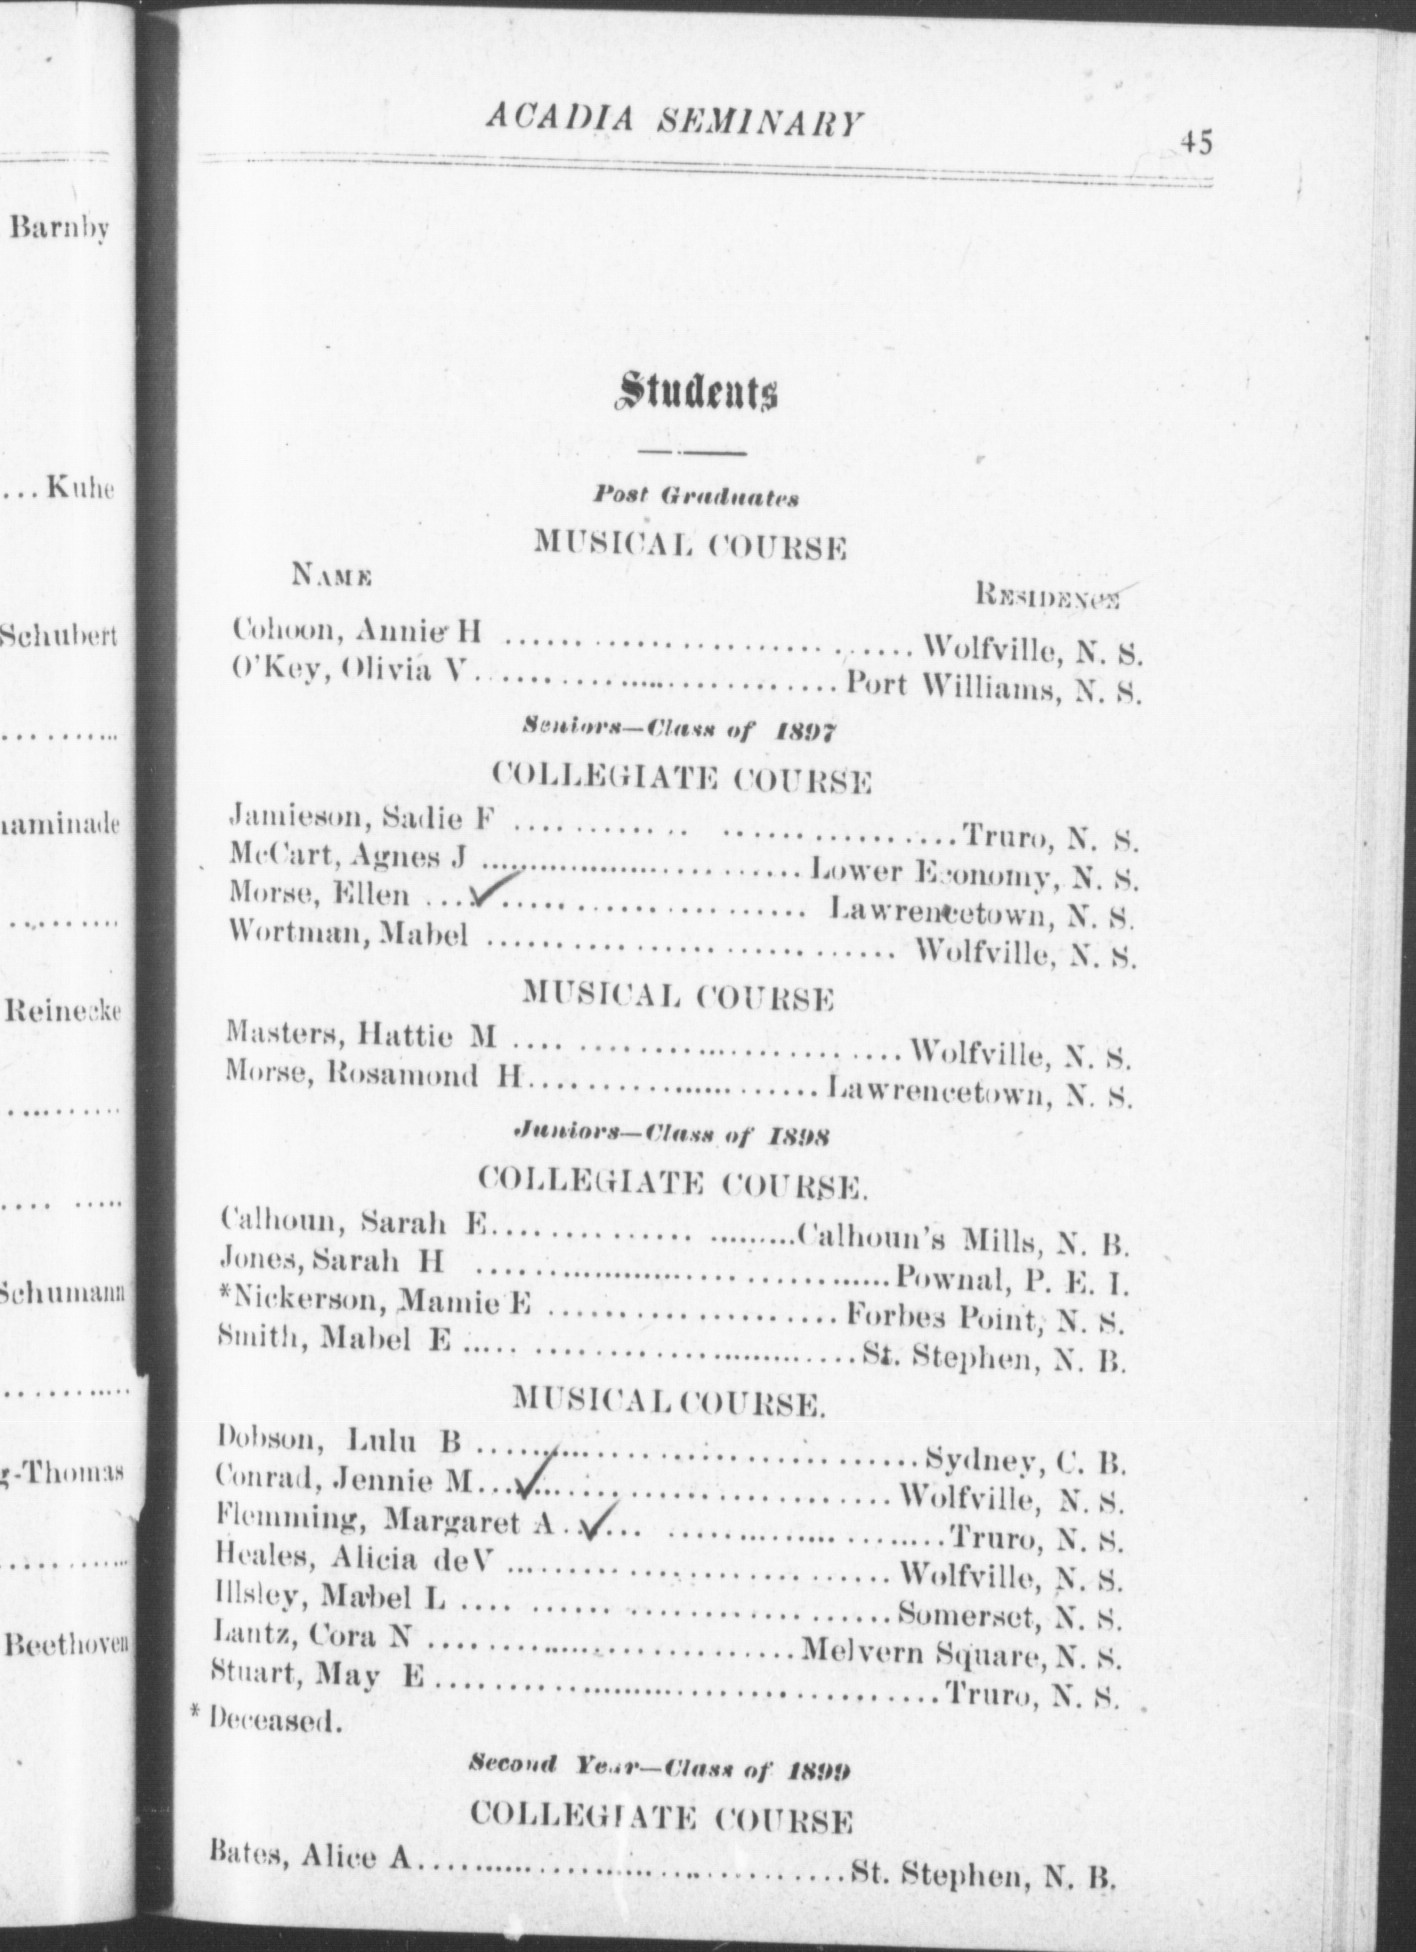 Barnby
...Kuhe
Schubert
..........
haminade
.........
Reinecke
.........
.... .....
Schumann
...........
g-Thomas
............
Beethoven
ACADIA SEMINARY
45
Students
Post Graduates
MUSICAL COURSE
NAME RESIDENCE
Cohoon, Annie H ............................ Wolfville, N. S.
O'Key, Olivia V............................Port Williams, N. S.
Seniors—Class of 1897
COLLEGIATE COURSE
Jamieson, Sadie F ............................Truro, N. S.
McCart, Agnes J ............................ Lower Economy, N. S.
Morse, Ellen ...✓......................... Lawrencetown, N. S.
Wortman, Mabel ............................ Wolfville, N. S.
MUSICAL COURSE
Masters, Hattie M ............................Wolfville, N. S.
Morse, Rosamond H............................Lawrencetown, N. S.
Juniors—Class of 1898
COLLEGIATE COURSE.
Calhoun, Sarah E............................Calhoun's Mills, N. B.
Jones, Sarah H ............................Pownal, P. E. I.
*Nickerson, Mamie E ...................... Forbes Point, N. S.
Smith, Mabel E ............................St. Stephen, N. B.
MUSICAL COURSE.
Dobson, Lulu B ............................Sydney, C. B.
Conrad, Jennie M...✓......................... Wolfville, N. S.
Flemming, Margaret A..✓.........................Truro, N. S.
Heales, Alicia deV ............................ Wolfville, N. S.
Illsley, Mabel L ............................Somerset, N. S.
Lantz, Cora N ............................Melvern Square, N. S.
Stuart, May E............................Truro, N. S.
* Deceased.
Second Year—Class of 1899
COLLEGIATE COURSE
Bates, Alice A............................St. Stephen, N. B.